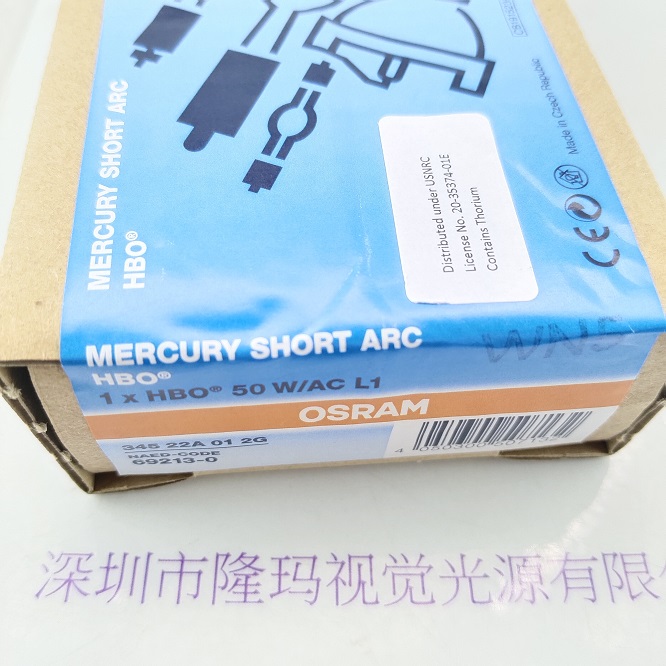 MERCURY SHORT ARC
HBO®
Distributed under USNRC
License No. 20-35374-01E
Contains Thorium
Made in Czech Republic
CE
MERCURY SHORT ARC
HBO®
1 x HBO® 50 W/AC L1
OSRAM
345 22A 01 2G
NAED-CODE
69213-0
深圳市隆玛视觉光源有限